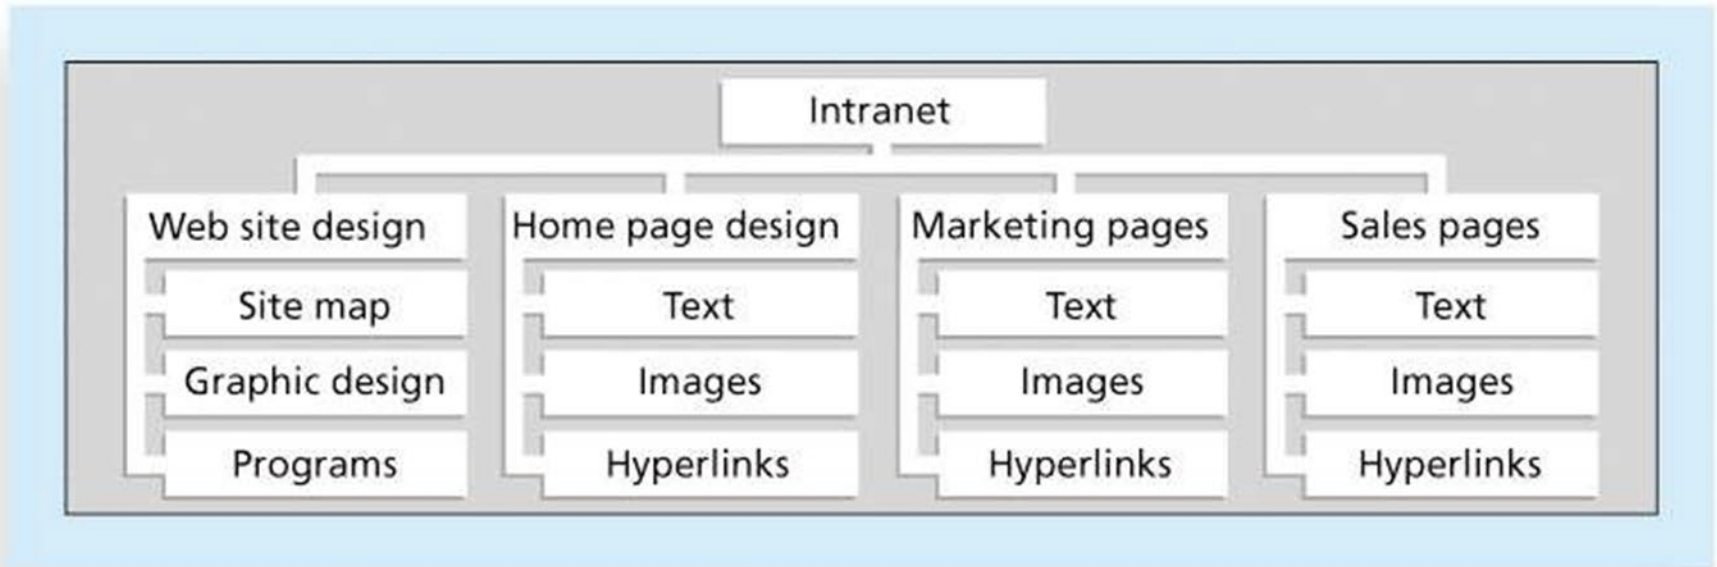 Intranet
Web site design
Site map
Graphic design
Programs
Home page design
Text
Images
Hyperlinks
Marketing pages
Text
Images
Hyperlinks
Sales pages
Text
Images
Hyperlinks